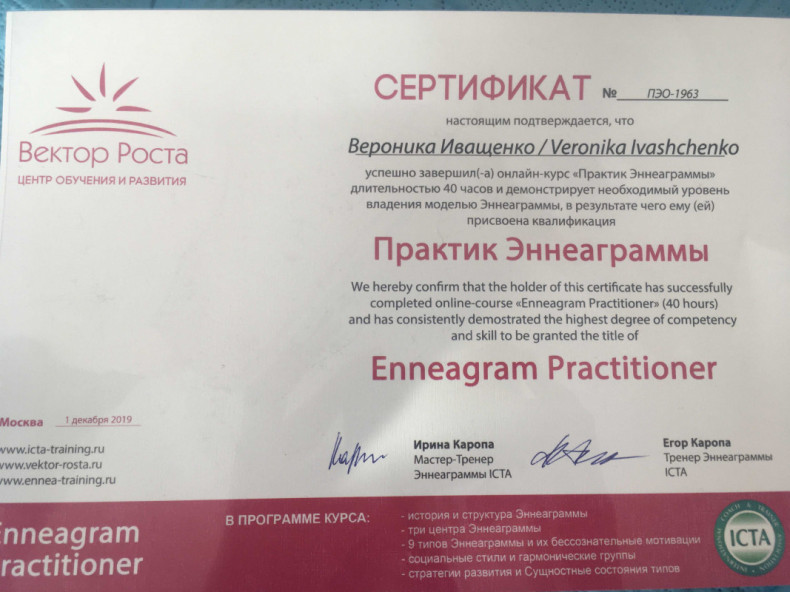 СЕРТИФИКАТ № ПЭО-1963
настоящим подтверждается, что
Вероника Иващенко / Veronika Ivashchenko
успешно завершил(-а) онлайн-курс «Практик Эннеаграммы»
длительностью 40 часов и демонстрирует необходимый уровень
владения моделью Эннеаграммы, в результате чего ему (ей)
присвоена квалификация
Практик Эннеаграммы
We hereby confirm that the holder of this certificate has successfully
completed online-course «Enneagram Practitioner» (40 hours)
and has consistently demostrated the highest degree of competency
and skill to be granted the title of
Enneagram Practitioner
Вектор Роста
ЦЕНТР ОБУЧЕНИЯ И РАЗВИТИЯ
Москва 1 декабря 2019
www.icta-training.ru
www.vektor-rosta.ru
www.ennea-training.ru
Ирина Каропа
Мастер-Тренер
Эннеаграммы ICTA
Егор Каропа
Тренер Эннеаграммы
ICTA
Enneagram
Practitioner
В ПРОГРАММЕ КУРСА:
- история и структура Эннеаграммы
- три центра Эннеаграммы
- 9 типов Эннеаграммы и их бессознательные мотивации
- социальные стили и гармонические группы
- стратегии развития и Сущностные состояния типов
ICTA